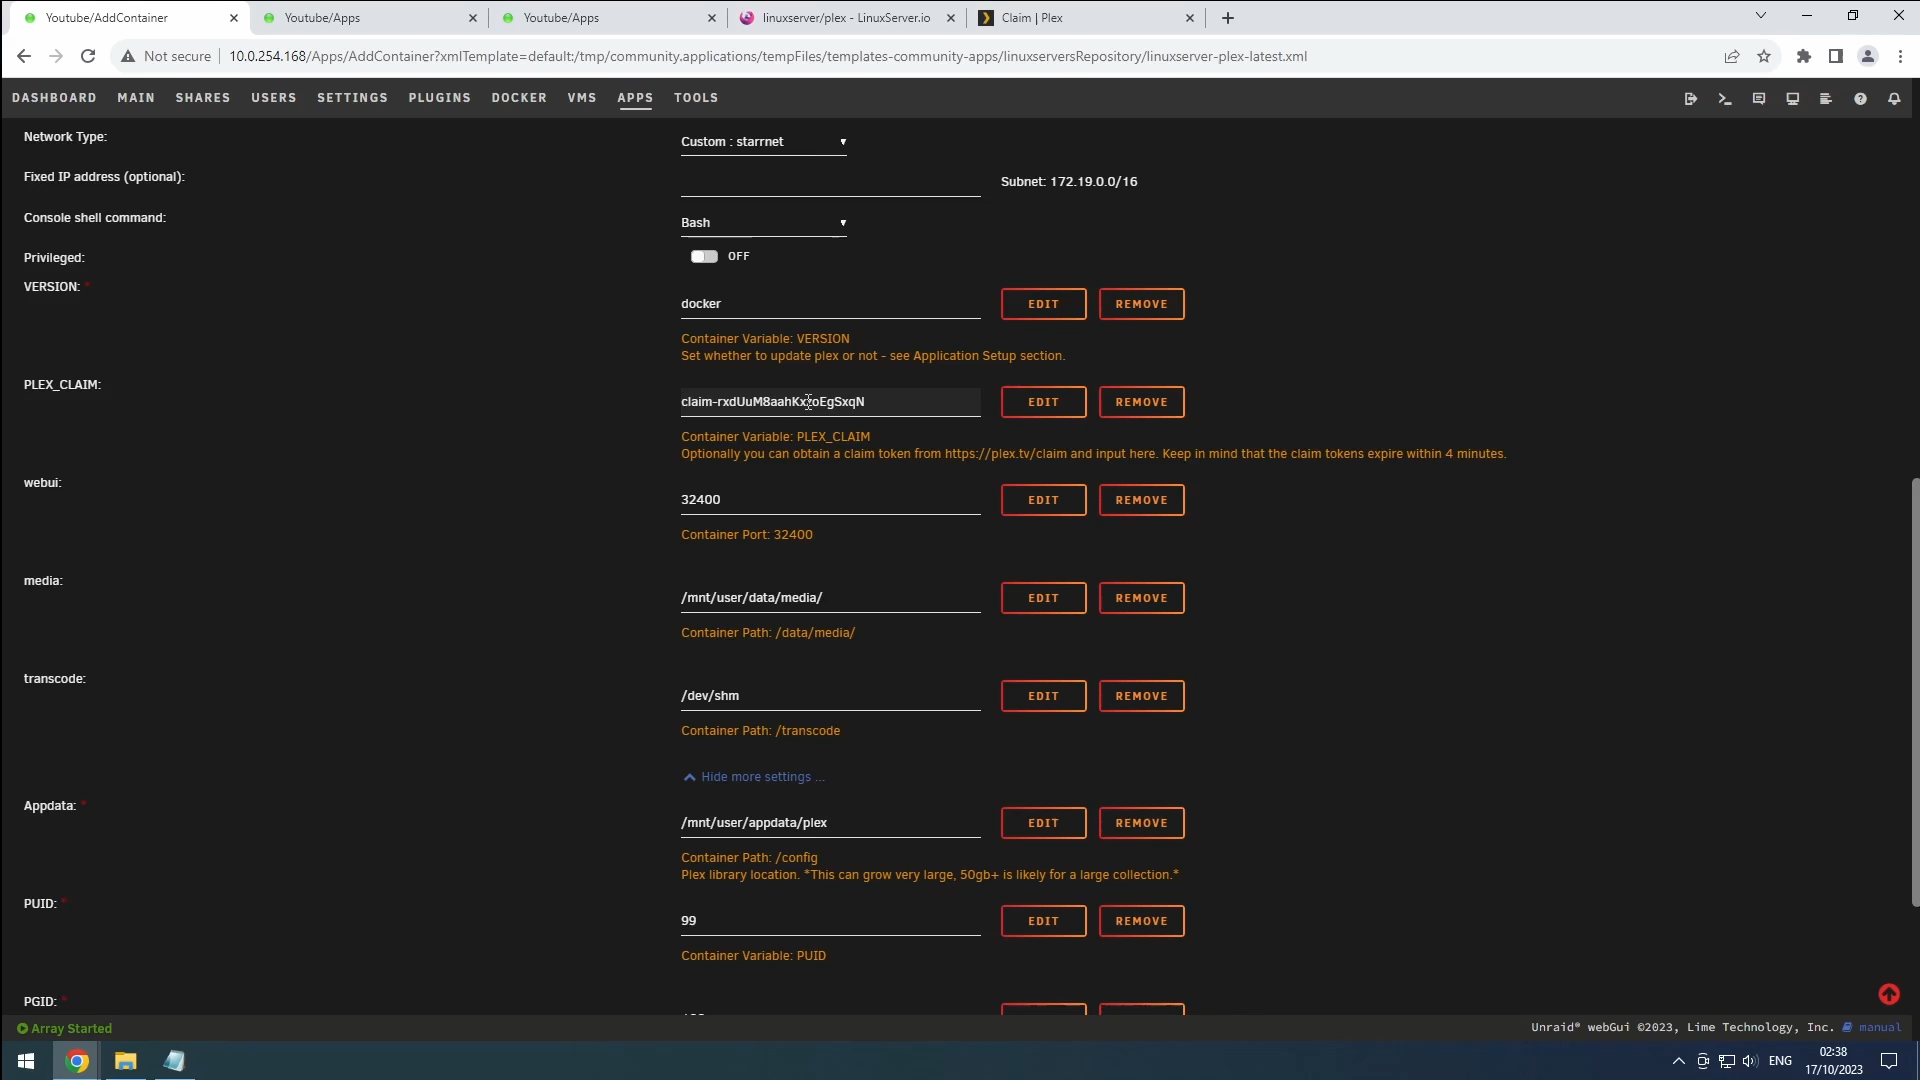 Youtube/AddContainer
Youtube/Apps
Youtube/Apps
linuxserver/plex - LinuxServer.io
Claim | Plex
Not secure
10.0.254.168/Apps/AddContainer?xmlTemplate=default:/tmp/community.applications/tempFiles/templates-community-apps/linuxserversRepository/linuxserver-plex-latest.xml
DASHBOARD MAIN SHARES USERS SETTINGS PLUGINS DOCKER VMS APPS TOOLS
Network Type:
Custom : starrnet
Fixed IP address (optional):
Subnet: 172.19.0.0/16
Console shell command:
Bash
Privileged:
OFF
VERSION: *
docker
EDIT
REMOVE
Container Variable: VERSION
Set whether to update plex or not - see Application Setup section.
PLEX_CLAIM:
EDIT
REMOVE
Container Variable: PLEX_CLAIM
Optionally you can obtain a claim token from https://plex.tv/claim and input here. Keep in mind that the claim tokens expire within 4 minutes.
webui:
32400
EDIT
REMOVE
Container Port: 32400
media:
/mnt/user/data/media/
EDIT
REMOVE
Container Path: /data/media/
transcode:
/dev/shm
EDIT
REMOVE
Container Path: /transcode
Hide more settings ...
Appdata: *
/mnt/user/appdata/plex
EDIT
REMOVE
Container Path: /config
Plex library location. *This can grow very large, 50gb+ is likely for a large collection.*
PUID: *
99
EDIT
REMOVE
Container Variable: PUID
PGID: *
Array Started
Unraid® webGui ©2023, Lime Technology, Inc. manual
ENG
02:38
17/10/2023